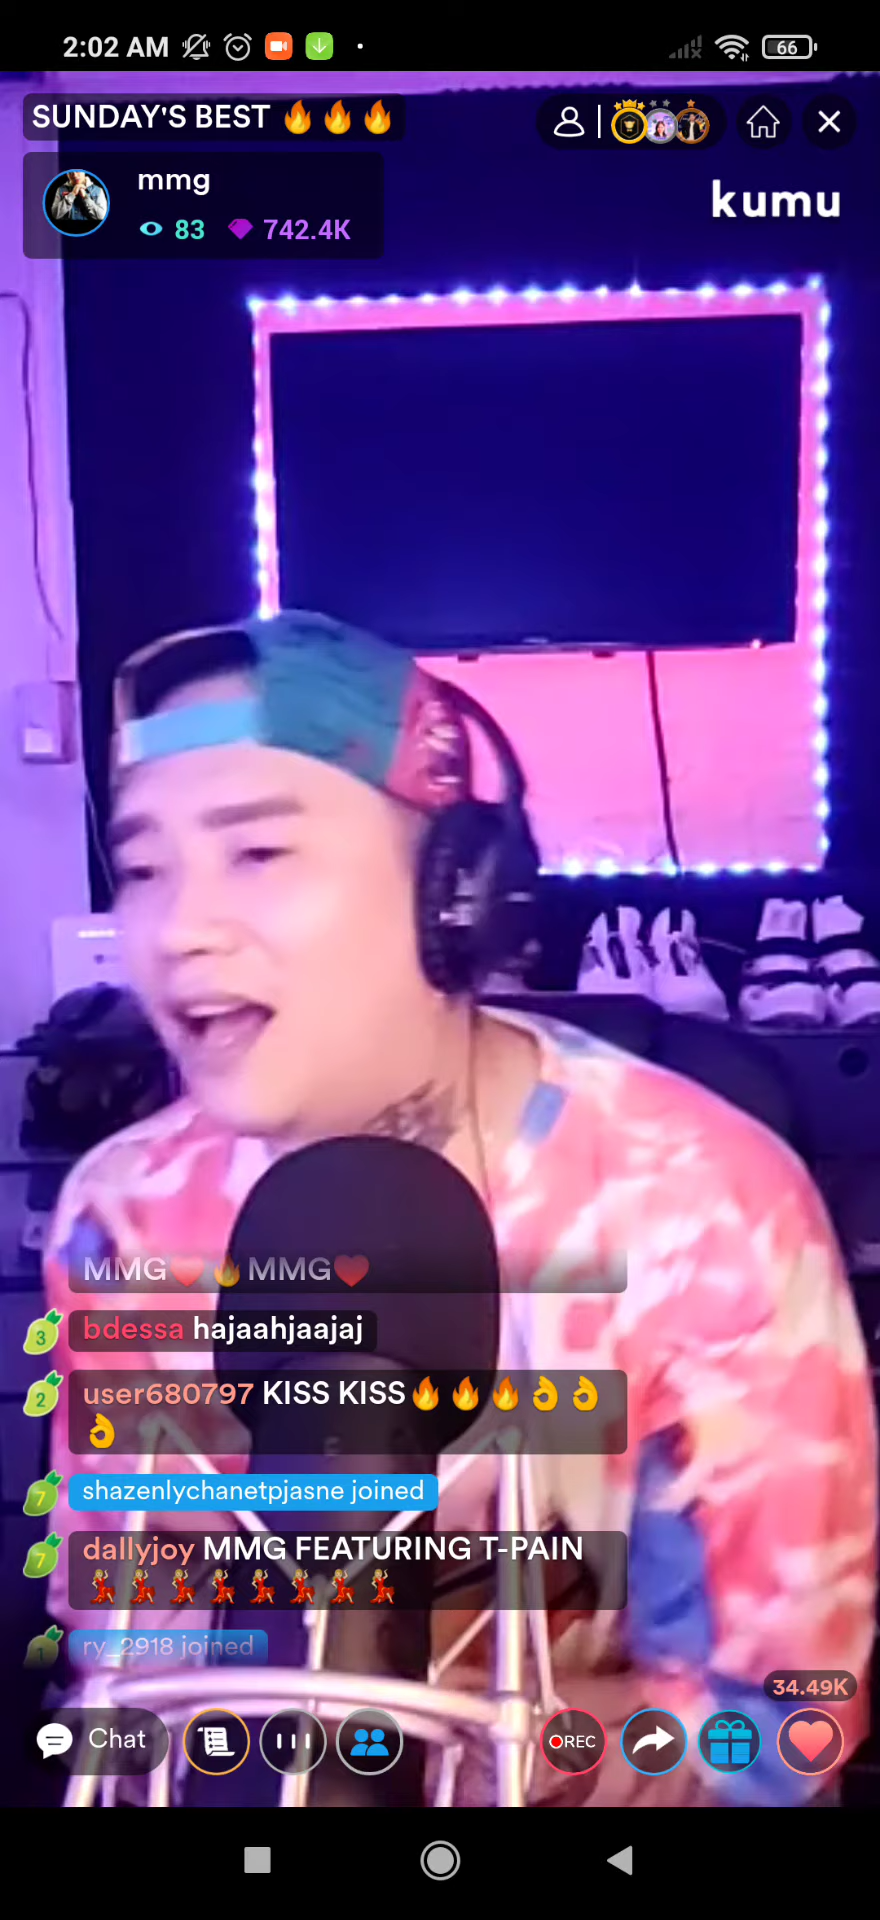 2:02 AM
66
SUNDAY'S BEST 🔥🔥🔥
mmg
83 742.4K
kumu
MMG❤️🔥MMG❤️
3 bdessa hajaahjaajaj
2 user680797 KISS KISS🔥🔥🔥👌👌
👌
7 shazenlychanetpjasne joined
7 dallyjoy MMG FEATURING T-PAIN
💃💃💃💃💃💃💃💃
1 ry_2918 joined
34.49K
Chat
REC